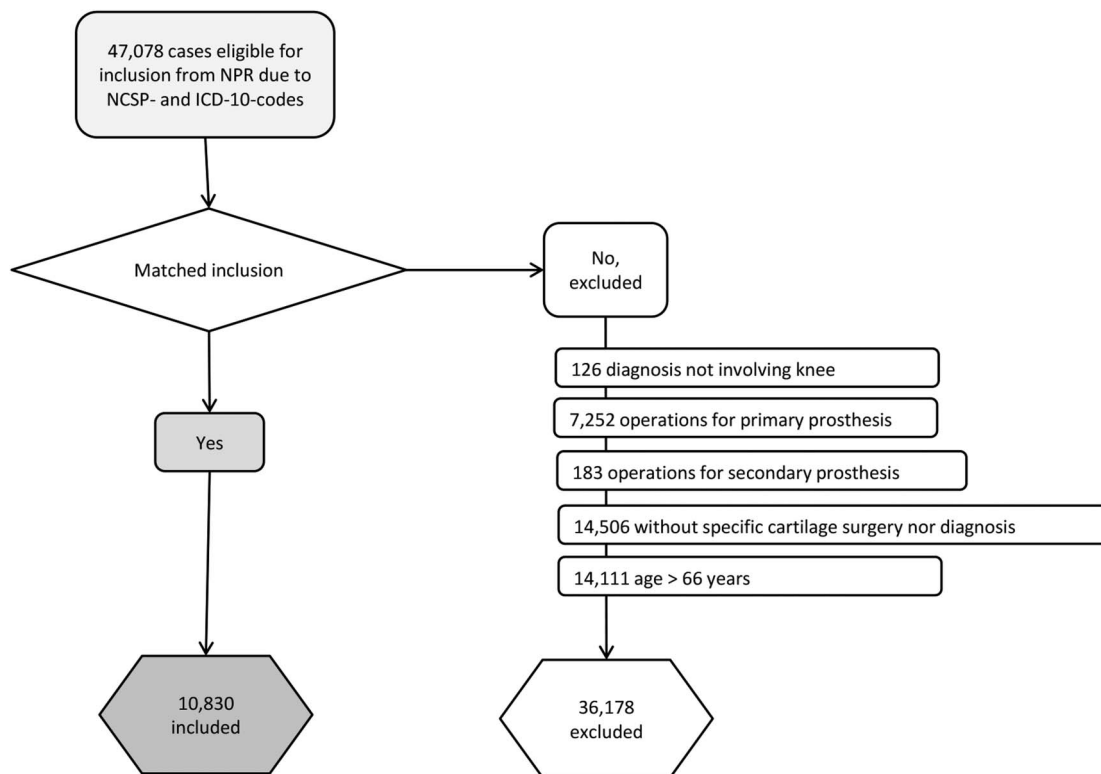 47,078 cases eligible for
inclusion from NPR due to
NCSP- and ICD-10-codes
Matched inclusion
No,
excluded
126 diagnosis not involving knee
7,252 operations for primary prosthesis
Yes
183 operations for secondary prosthesis
14,506 without specific cartilage surgery nor diagnosis
14,111 age > 66 years
10,830
included
36,178
excluded